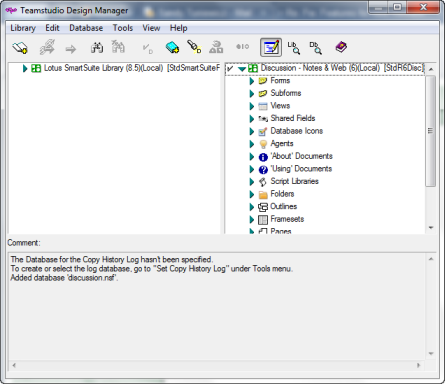 Teamstudio Design Manager
Library Edit Database Tools View Help
Lotus SmartSuite Library (8.5)(Local) [StdSmartSuiteF
Discussion - Notes & Web (6)(Local) [StdR6Disc]
Forms
Subforms
Views
Shared Fields
Database Icons
Agents
'About' Documents
'Using' Documents
Script Libraries
Folders
Outlines
Framesets
Pages
Comment:
The Database for the Copy History Log hasn't been specified.
To create or select the log database, go to "Set Copy History Log" under Tools menu.
Added database 'discussion.nsf'.